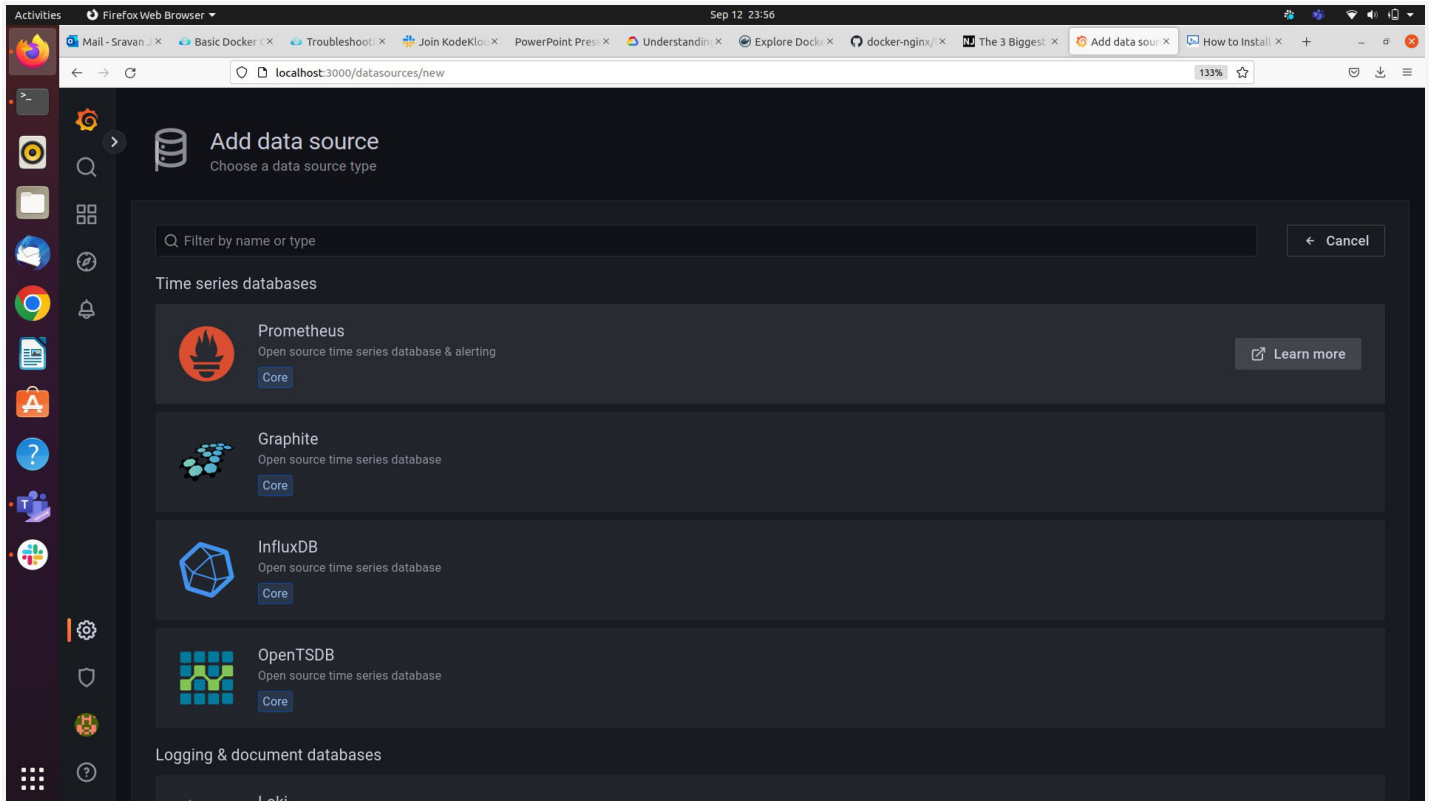 Activities Firefox Web Browser Sep 12 23:56
Mail - Sravan J Basic Docker C Troubleshooti Join KodeKlou PowerPoint Prese Understanding Explore Docke docker-nginx/ The 3 Biggest Add data sour How to Install
localhost:3000/datasources/new 133%
Add data source
Choose a data source type
Filter by name or type
Cancel
Time series databases
Prometheus
Open source time series database & alerting
Core
Learn more
Graphite
Open source time series database
Core
InfluxDB
Open source time series database
Core
OpenTSDB
Open source time series database
Core
Logging & document databases
Loki